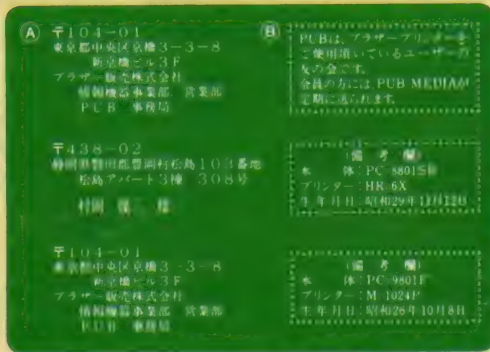 A
〒104-01
東京都中央区京橋3-3-8
新京橋ビル3F
ブラザー販売株式会社
情報機器事業部 営業部
PCB 事務局
〒438-02
静岡県磐田郡豊岡村松島103番地
松島アパート3棟 308号
村岡 様
〒104-01
東京都中央区京橋3-3-8
新京橋ビル3F
ブラザー販売株式会社
情報機器事業部 営業部
PUB 事務局
B
PUBは、ブラザープリンターを
ご使用頂いているユーザーの
友の会です。
会員の方には、PUB MEDIAが
定期に送られます。
(備 考 欄)
本 体:PC-8801
プリンター:HR-6X
生年月日:昭和29年
(備 考 欄)
本 体:PC-9801F
プリンター:M-1024P
生年月日:昭和28年10月8日